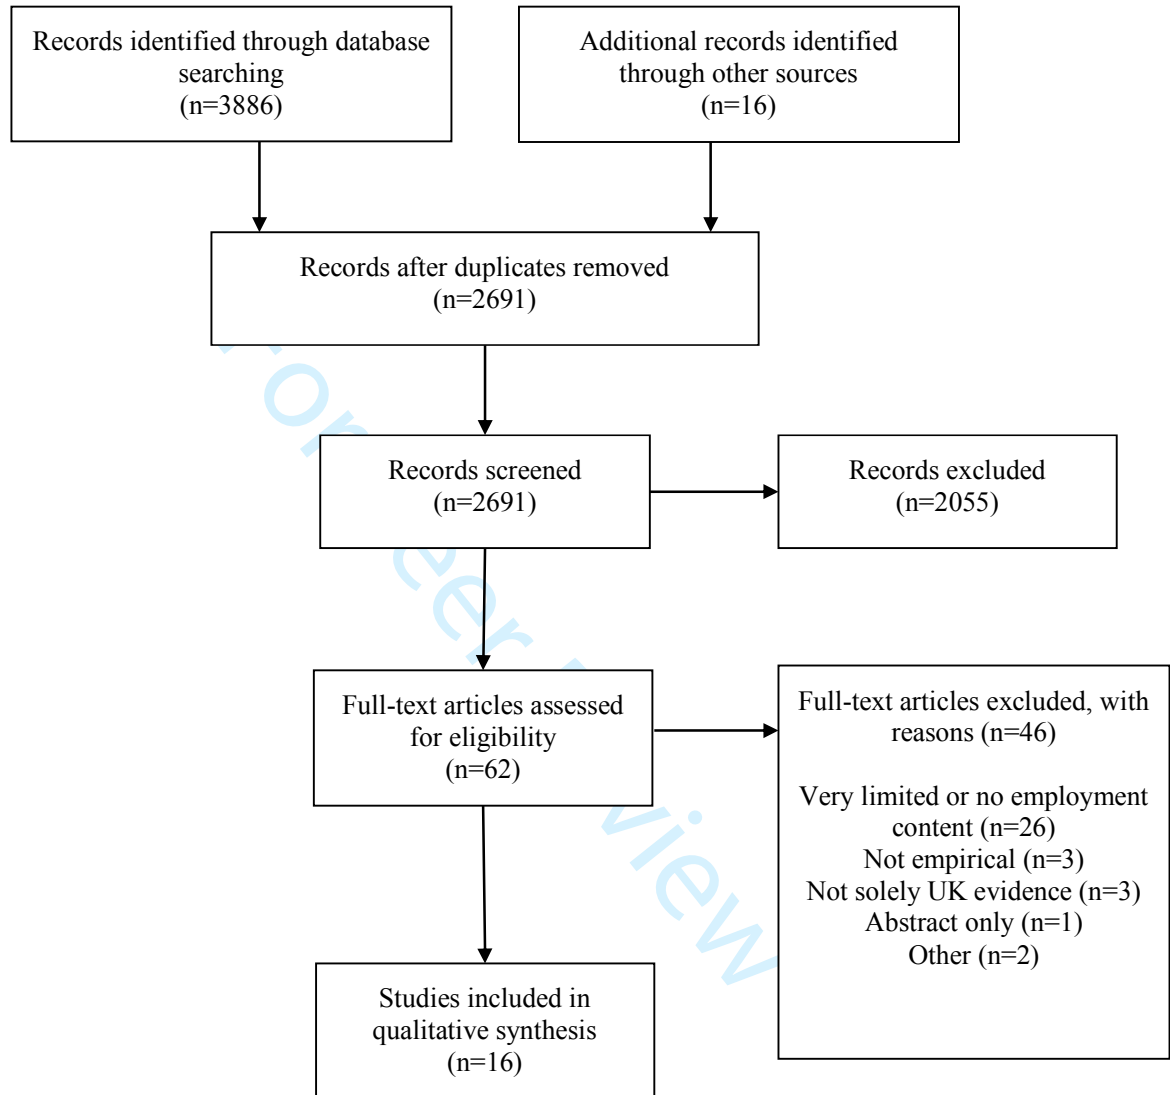 Records identified through database
searching
(n=3886)
Additional records identified
through other sources
(n=16)
Records after duplicates removed
(n=2691)
Records screened
(n=2691)
Records excluded
(n=2055)
Full-text articles assessed
for eligibility
(n=62)
Full-text articles excluded, with
reasons (n=46)
Very limited or no employment
content (n=26)
Not empirical (n=3)
Not solely UK evidence (n=3)
Abstract only (n=1)
Other (n=2)
Studies included in
qualitative synthesis
(n=16)